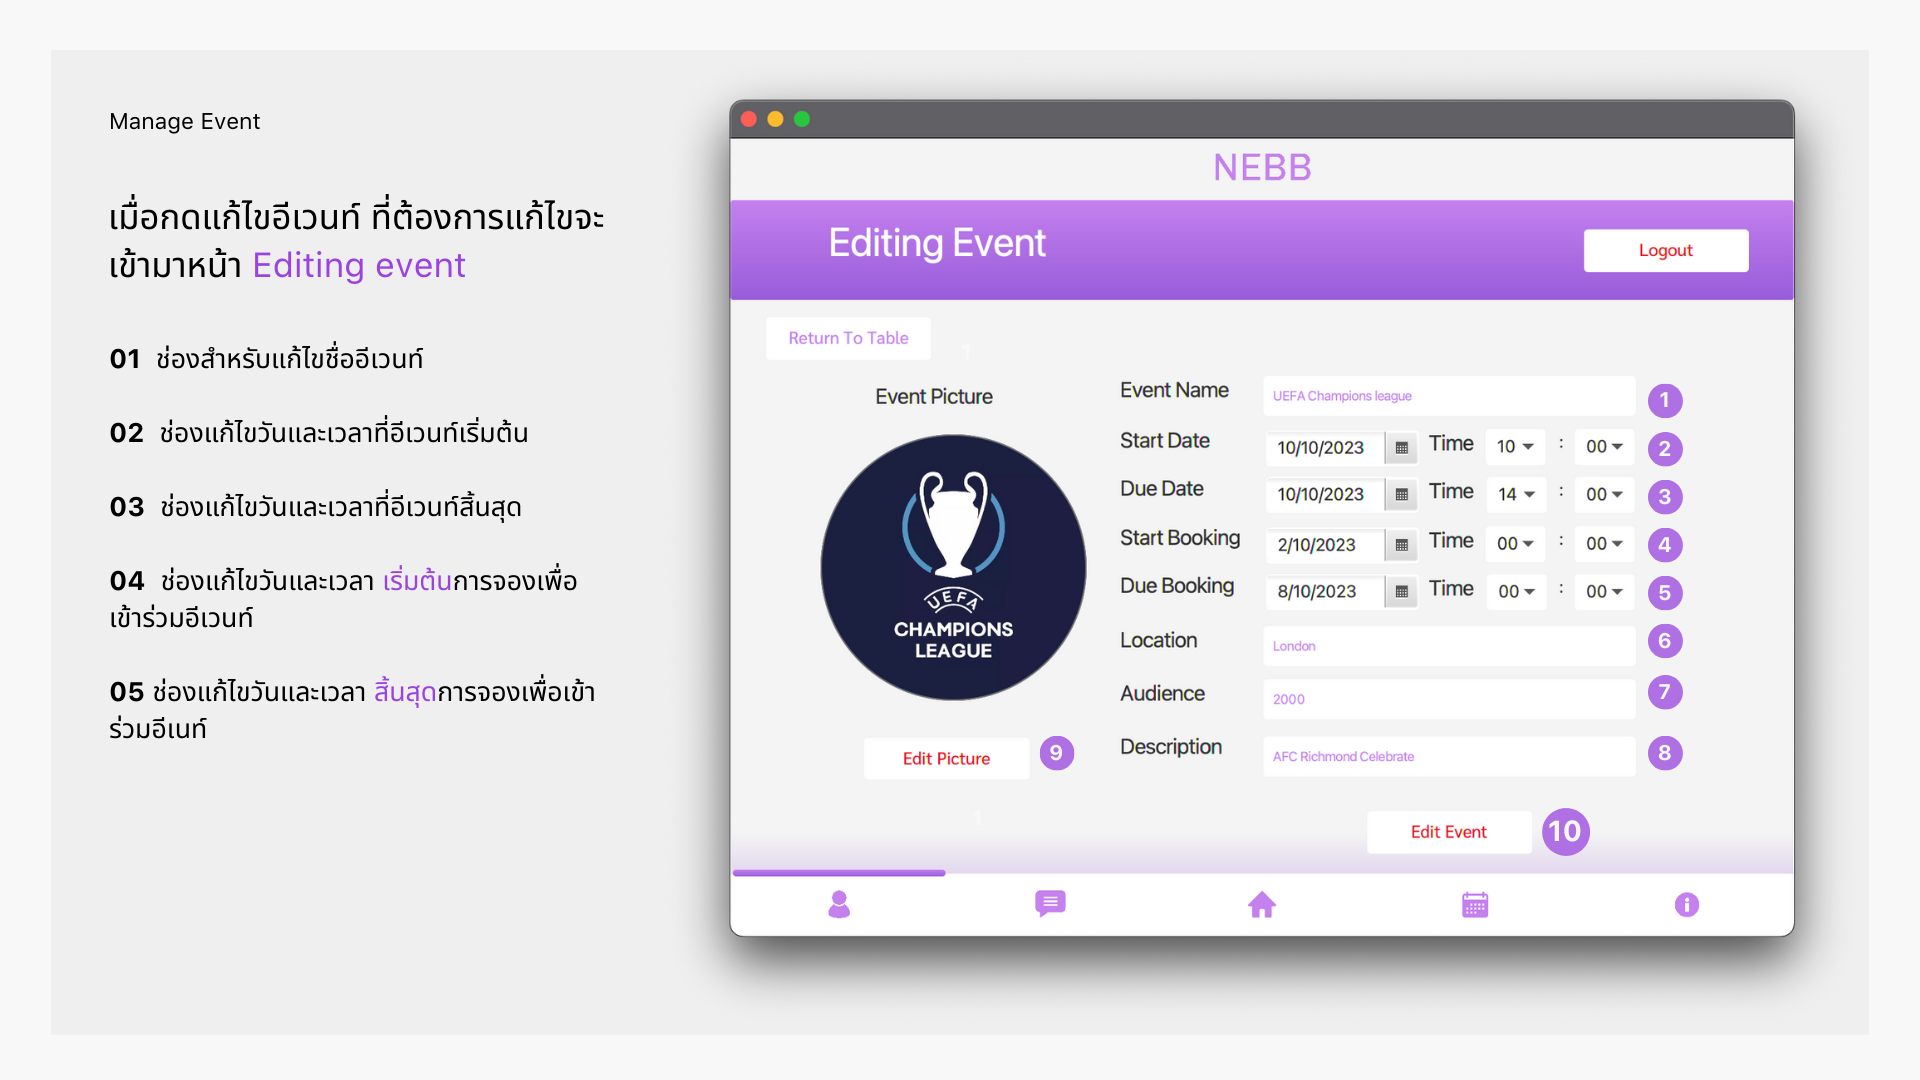 Manage Event
เมื่อกดแก้ไขอีเวนท์ ที่ต้องการแก้ไขจะ
เข้ามาหน้า Editing event
01 ช่องสำหรับแก้ไขชื่ออีเวนท์
02 ช่องแก้ไขวันและเวลาที่อีเวนท์เริ่มต้น
03 ช่องแก้ไขวันและเวลาที่อีเวนท์สิ้นสุด
04 ช่องแก้ไขวันและเวลา เริ่มต้นการจองเพื่อ
เข้าร่วมอีเวนท์
05 ช่องแก้ไขวันและเวลา สิ้นสุดการจองเพื่อเข้า
ร่วมอีเนท์
NEBB
Editing Event
Logout
Return To Table
1
Event Picture
UEFA
CHAMPIONS
LEAGUE
Edit Picture 9
1
Event Name UEFA Champions league 1
Start Date 10/10/2023 Time 10 : 00 2
Due Date 10/10/2023 Time 14 : 00 3
Start Booking 2/10/2023 Time 00 : 00 4
Due Booking 8/10/2023 Time 00 : 00 5
Location London 6
Audience 2000 7
Description AFC Richmond Celebrate 8
Edit Event 10